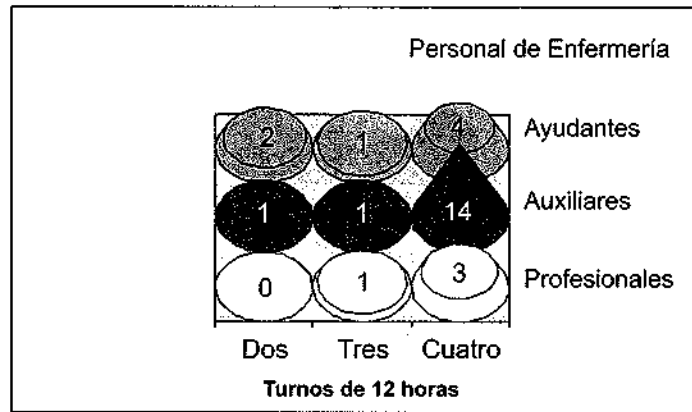 Personal de Enfermería
2 1 4 Ayudantes
1 1 14 Auxiliares
0 1 3 Profesionales
Dos Tres Cuatro
Turnos de 12 horas